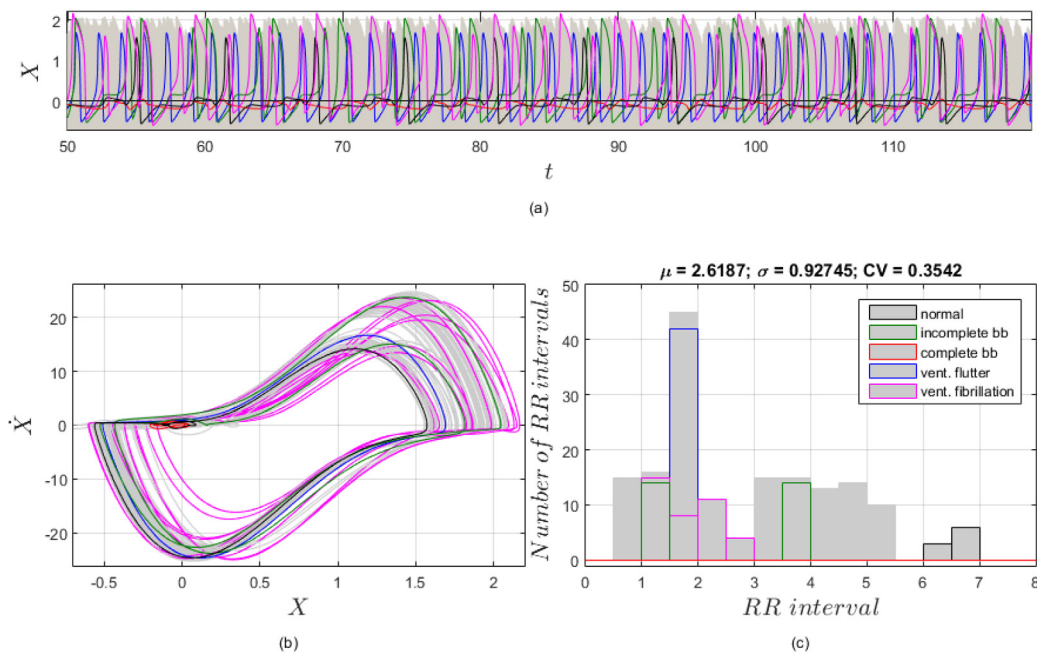 2
1
0
X
50 60 70 80 90 100 110
t
(a)
20
10
0
-10
-20
Ẋ
-0.5 0 0.5 1 1.5 2
X
(b)
μ = 2.6187; σ = 0.92745; CV = 0.3542
50
40
30
20
10
0
Number of RR intervals
normal
incomplete bb
complete bb
vent. flutter
vent. fibrillation
0 1 2 3 4 5 6 7 8
RR interval
(c)